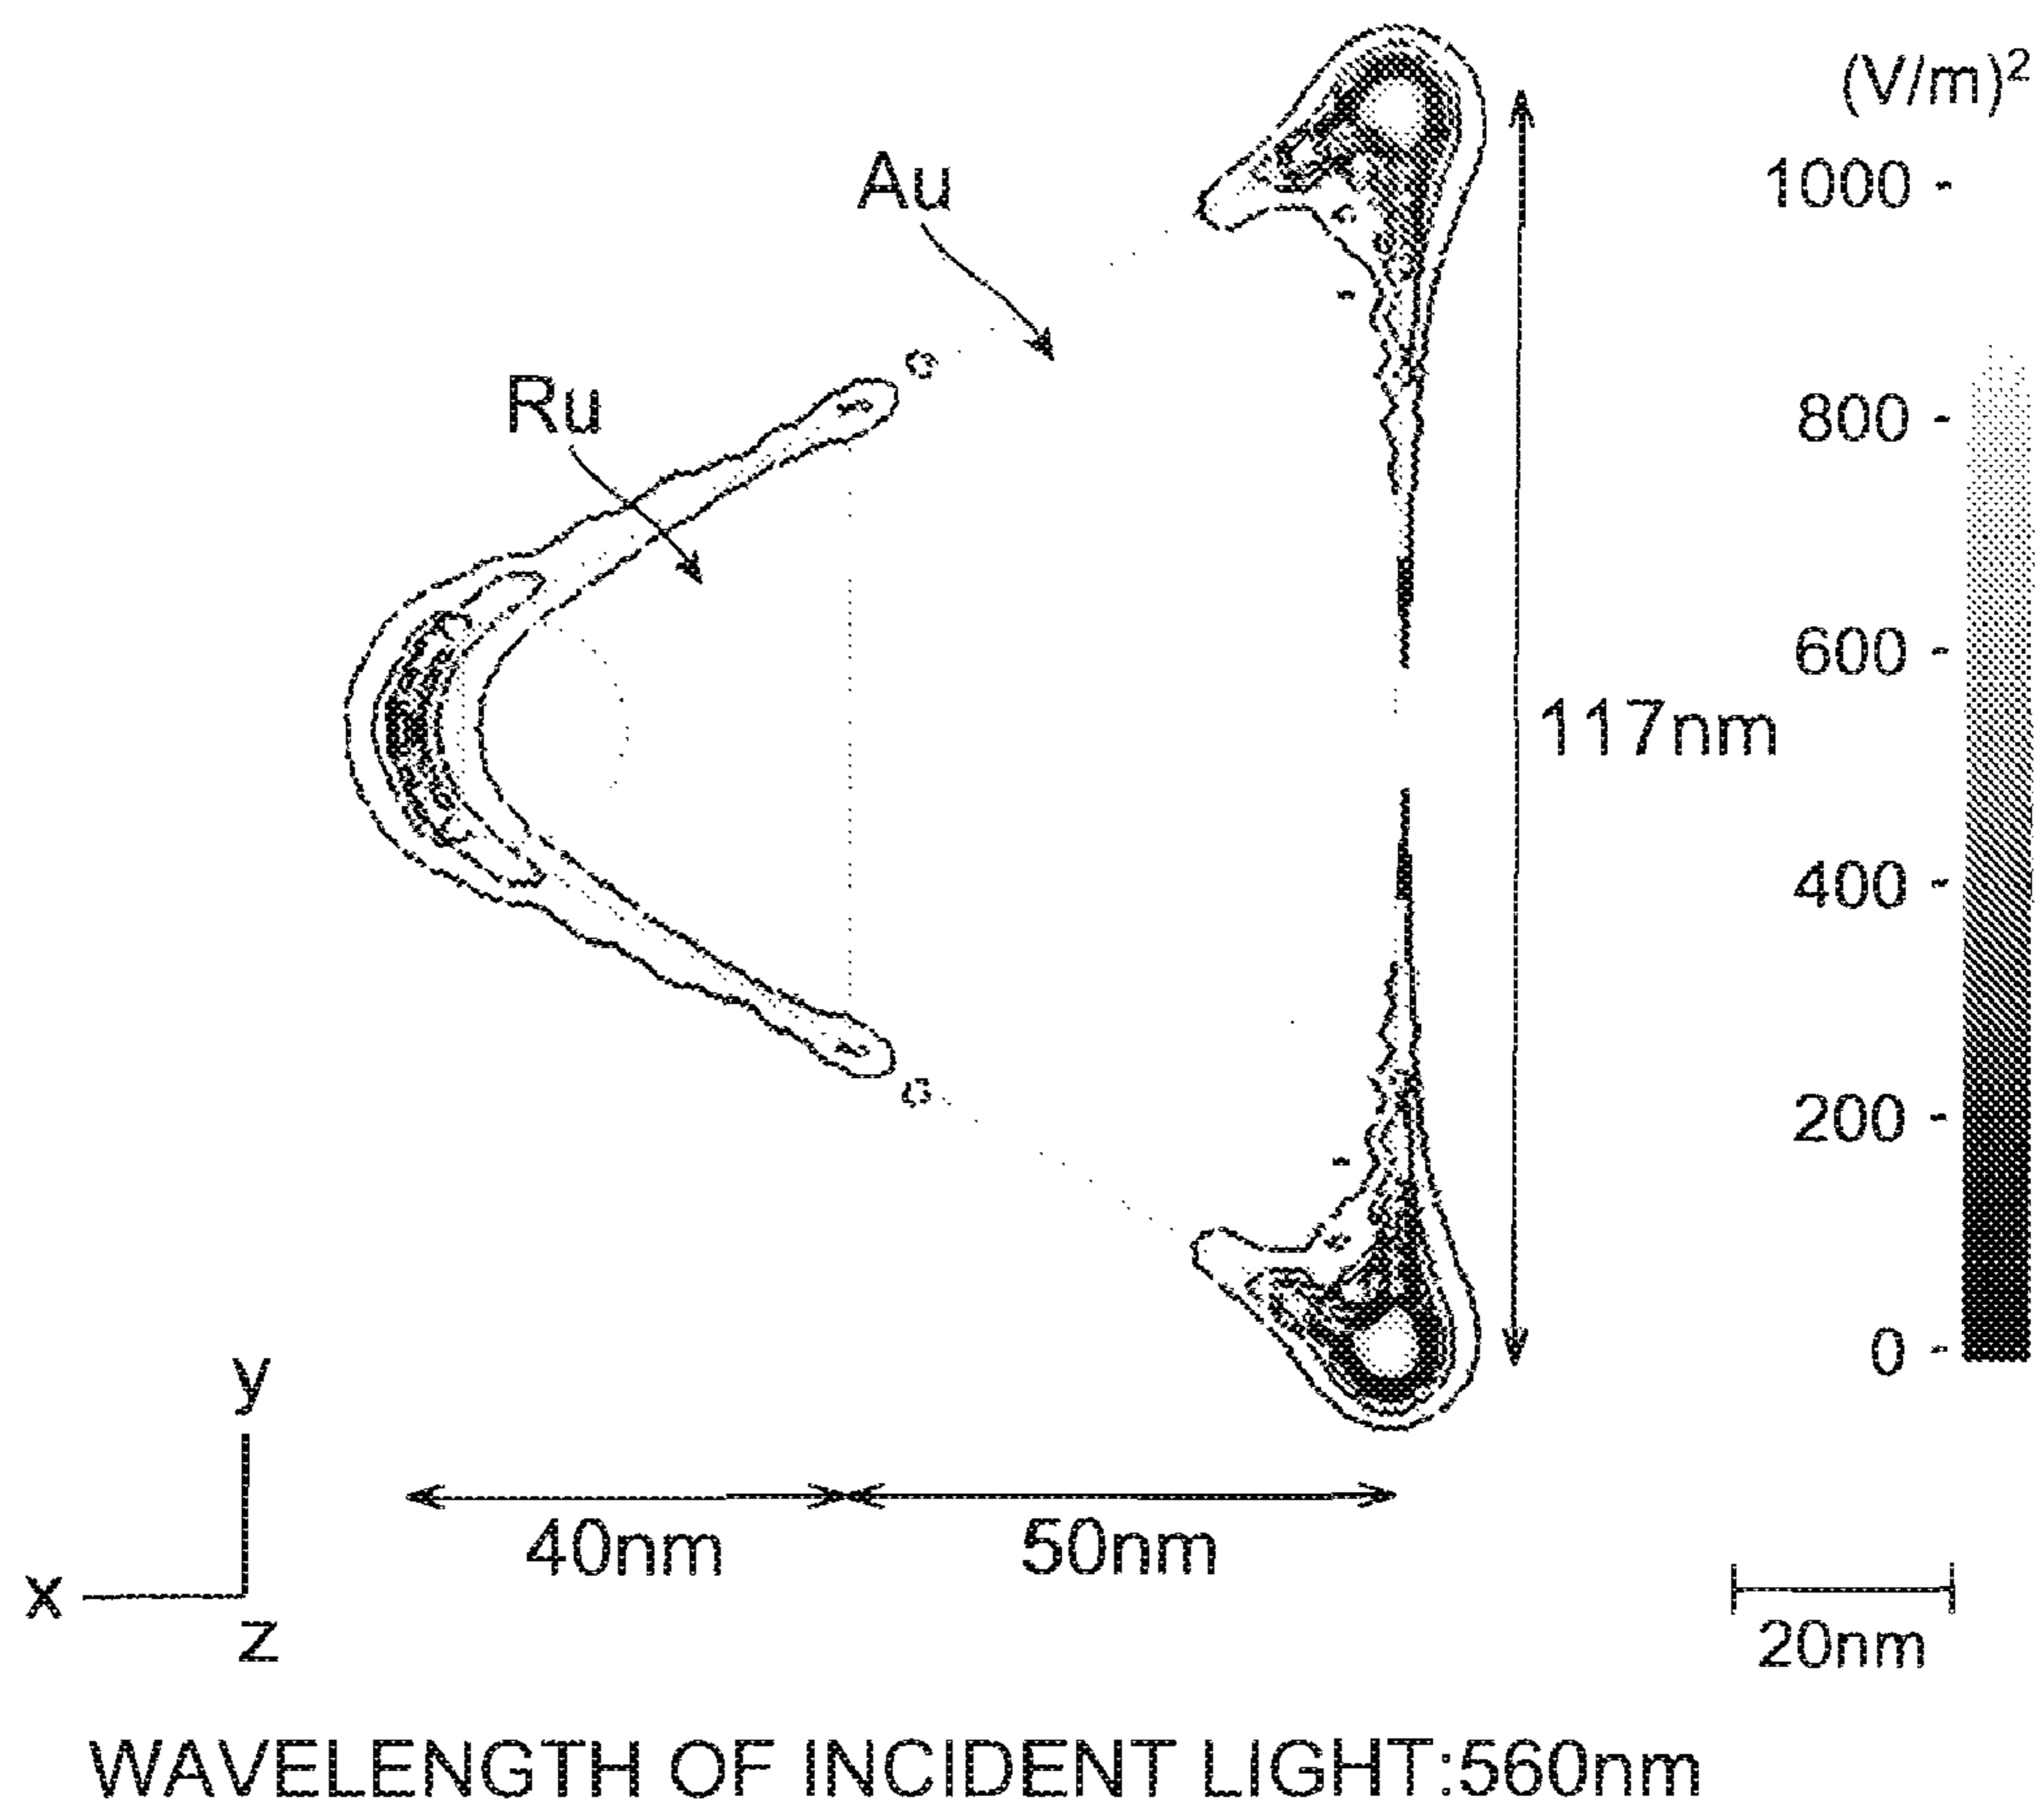 (V/m)²
Au
1000
Ru
800
600
117nm
400
200
0
y
x
z
40nm
50nm
20nm
WAVELENGTH OF INCIDENT LIGHT:560nm